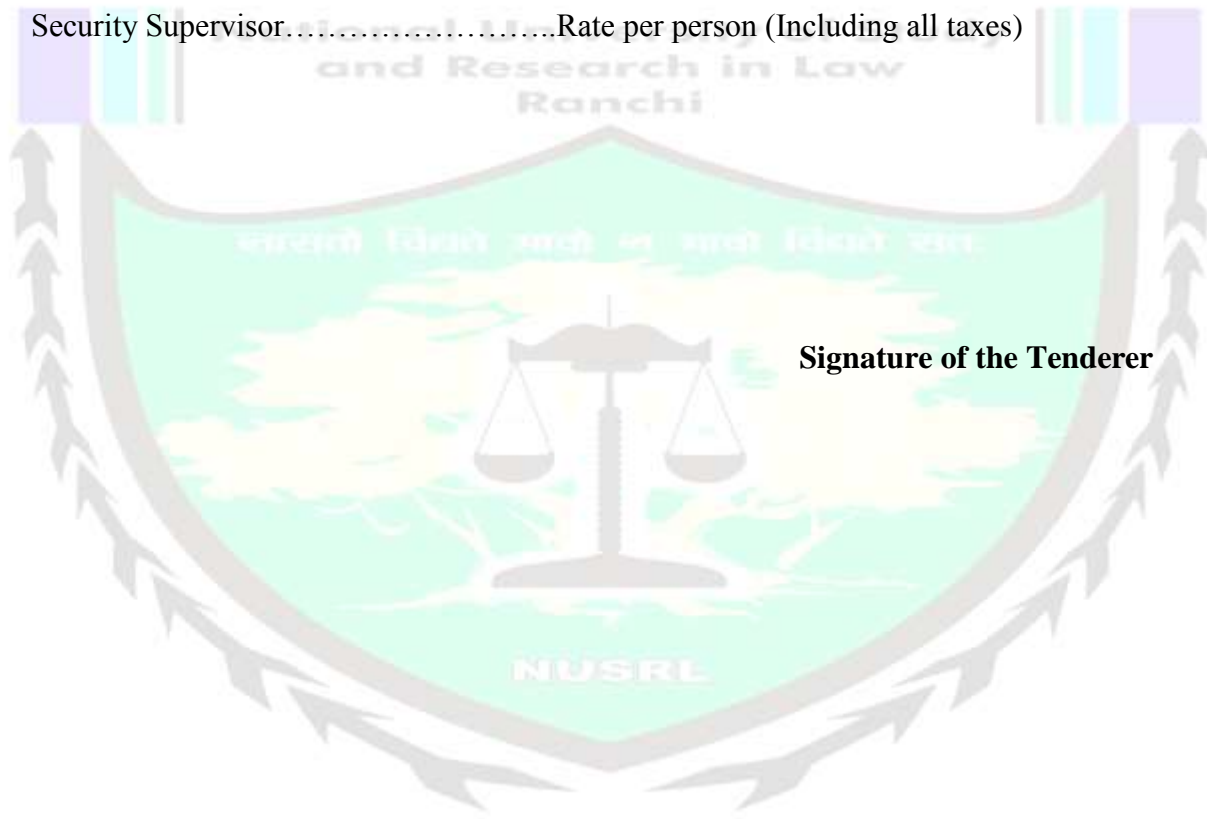 Security Supervisor……………………..Rate per person (Including all taxes)
and Research in Law
Ranchi
Signature of the Tenderer
NUSRL